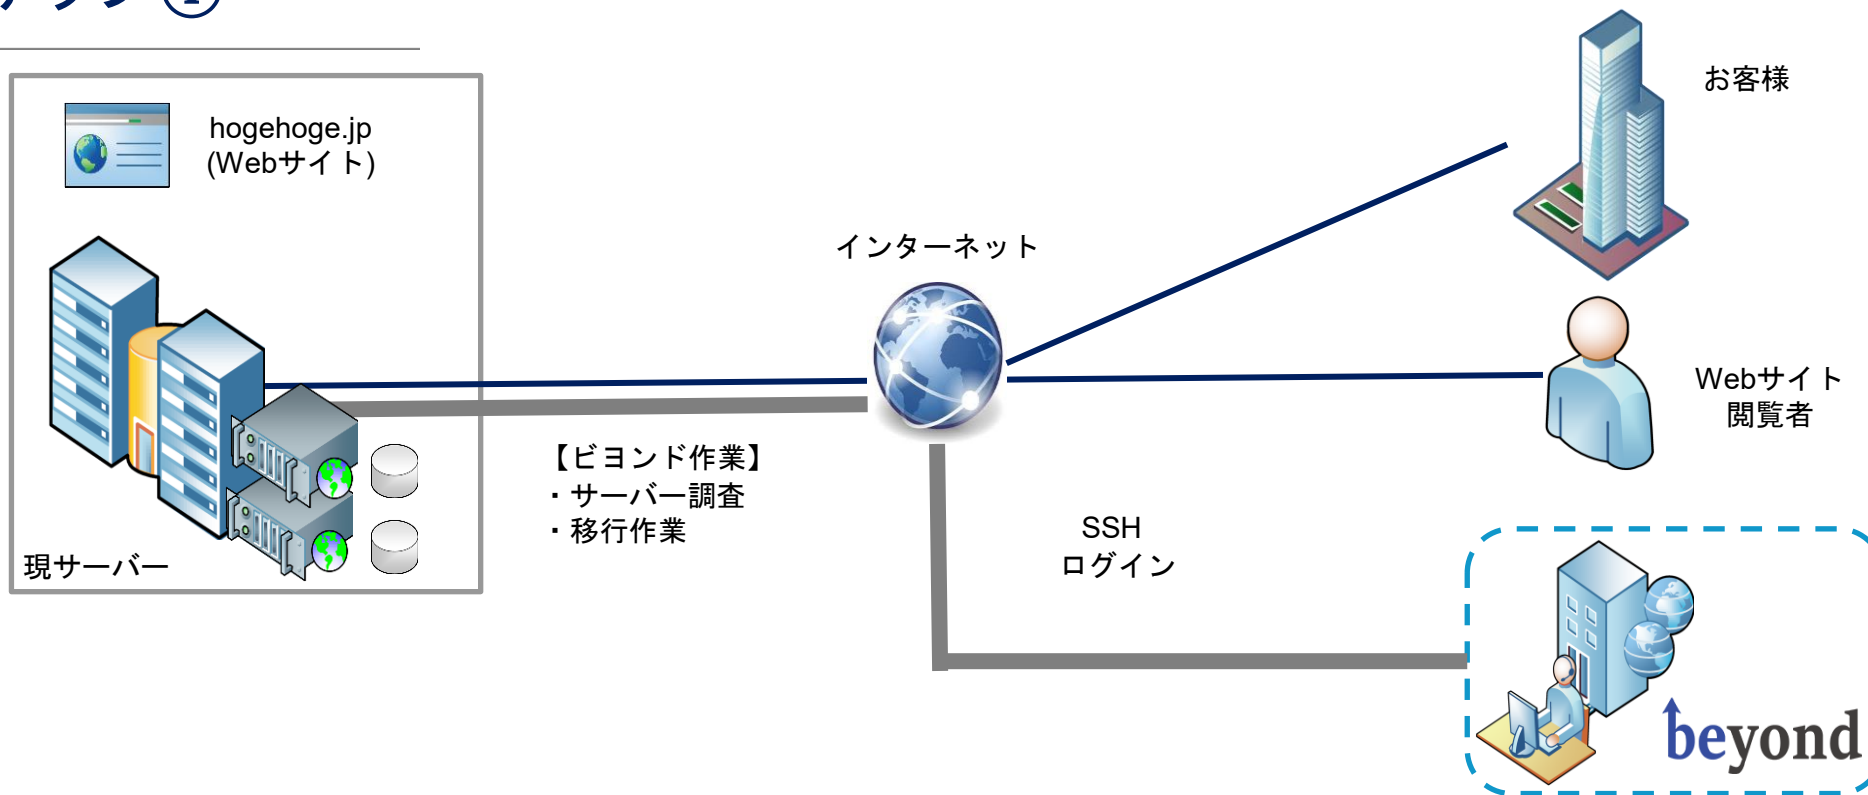 ①
hogehoge.jp
(Webサイト)
現サーバー
インターネット
【ビヨンド作業】
・サーバー調査
・移行作業
SSH
ログイン
お客様
Webサイト
閲覧者
beyond